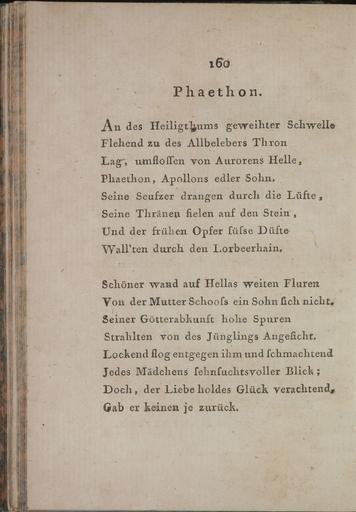 160
Phaethon.
An des Heiligthums geweihter Schwelle
Flehend zu des Allbelebers Thron
Lag', umfloſſen von Aurorens Helle,
Phaethon, Apollons edler Sohn.
Seine Seufzer drangen durch die Lüfte,
Seine Thränen fielen auf den Stein,
Und der frühen Opfer ſüſse Düfte
Wall'ten durch den Lorbeerhain.
Schöner wand auf Hellas weiten Fluren
Von der Mutter Schooſs ein Sohn ſich nicht.
Seiner Götterabkunft hohe Spuren
Strahlten von des Jünglings Angeſicht.
Lockend flog entgegen ihm und ſchmachtend
Jedes Mädchens ſehnſuchtsvoller Blick;
Doch, der Liebe holdes Glück verachtend,
Gab er keinen je zurück.